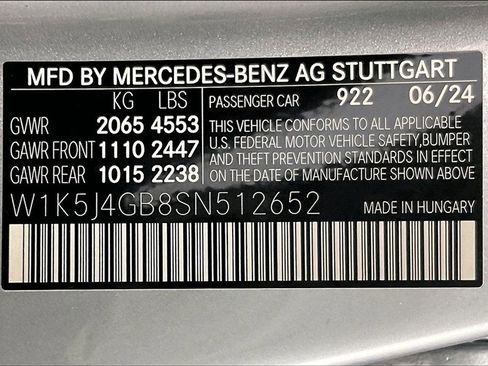 MFD BY MERCEDES-BENZ AG STUTTGART
KG LBS PASSENGER CAR 922 06/24
GVWR 2065 4553 THIS VEHICLE CONFORMS TO ALL APPLICABLE
GAWR FRONT 1110 2447 U.S. FEDERAL MOTOR VEHICLE SAFETY,BUMPER
AND THEFT PREVENTION STANDARDS IN EFFECT
GAWR REAR 1015 2238 ON THE DATE OF MANUFACTURE SHOWN ABOVE.
W1K5J4GB8SN512652 MADE IN HUNGARY